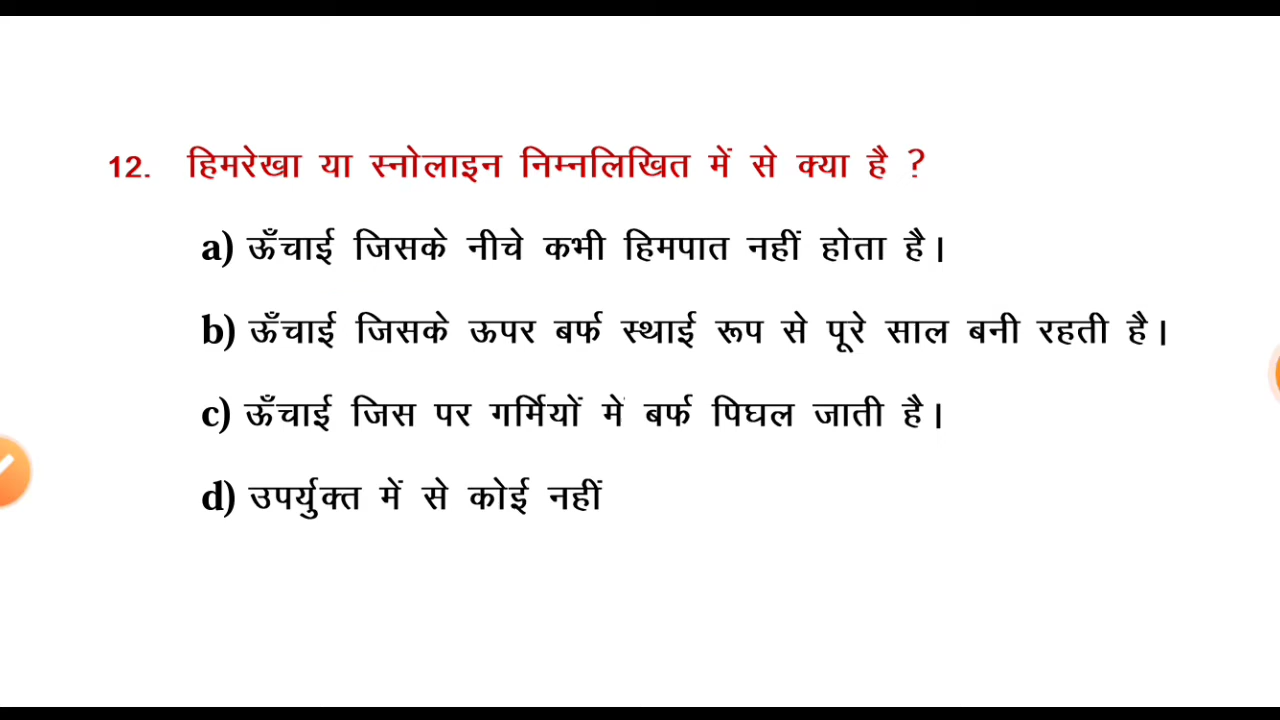 12. हिमरेखा या स्नोलाइन निम्नलिखित में से क्या है ?
a) ऊँचाई जिसके नीचे कभी हिमपात नहीं होता है।
b) ऊँचाई जिसके ऊपर बर्फ स्थाई रूप से पूरे साल बनी रहती है।
c) ऊँचाई जिस पर गर्मियों में बर्फ पिघल जाती है।
d) उपर्युक्त में से कोई नहीं